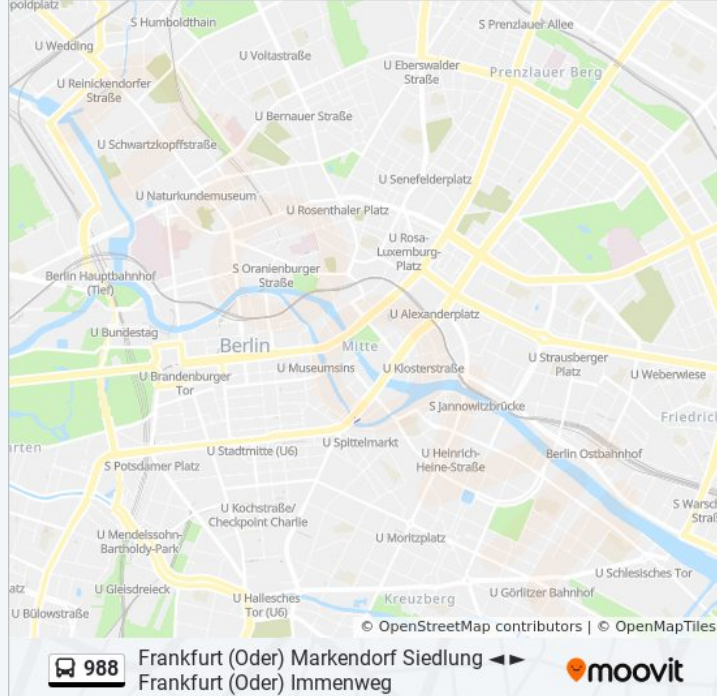 poldplatz
S Humboldthain
S Prenzlauer Allee
U Wedding
U Voltastraße
U Eberswalder
Straße
Prenzlauer Berg
U Reinickendorfer
Straße
U Bernauer Straße
U Schwartzkopffstraße
U Senefelderplatz
U Naturkundemuseum
U Rosenthaler Platz
U Rosa-
Luxemburg-
Platz
Berlin Hauptbahnhof
(Tief)
S Oranienburger
Straße
U Alexanderplatz
U Bundestag
Berlin
Mitte
U Strausberger
Platz
U Brandenburger
Tor
U Museumsins
U Klosterstraße
U Weberwiese
S Jannowitzbrücke
Friedric
arten
U Stadtmitte (U6)
U Spittelmarkt
U Heinrich-
Heine-Straße
Berlin Ostbahnhof
S Potsdamer Platz
S Warsc
Straß
U Kochstraße/
Checkpoint Charlie
U Mendelssohn-
Bartholdy-Park
U Moritzplatz
U Schlesisches Tor
atz
U Gleisdreieck
U Hallesches
Tor (U6)
Kreuzberg
U Görlitzer Bahnhof
U Bülowstraße
© OpenStreetMap contributors | © OpenMapTiles
988
Frankfurt (Oder) Markendorf Siedlung ◄►
Frankfurt (Oder) Immenweg
moovit